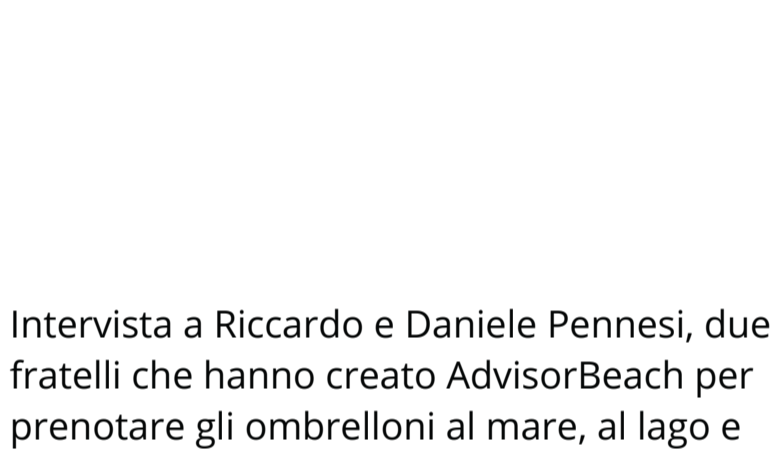 Intervista a Riccardo e Daniele Pennesi, due
fratelli che hanno creato AdvisorBeach per
prenotare gli ombrelloni al mare, al lago e